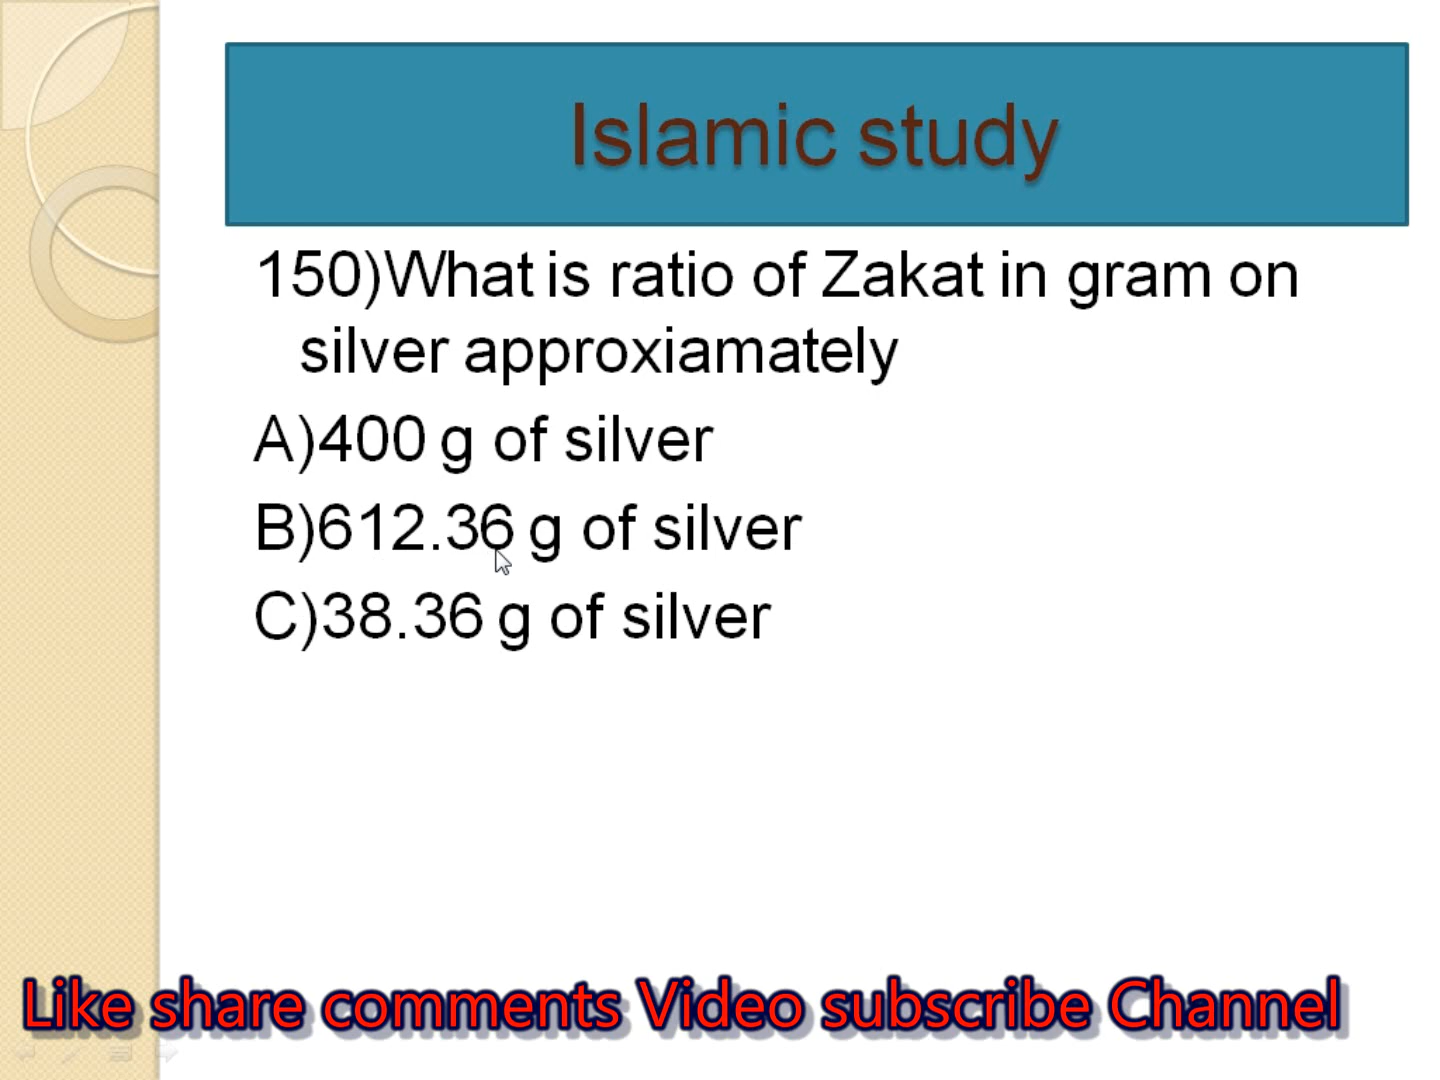 Islamic study
150)What is ratio of Zakat in gram on
silver approxiamately
A)400 g of silver
B)612.36 g of silver
C)38.36 g of silver
Like share comments Video subscribe Channel